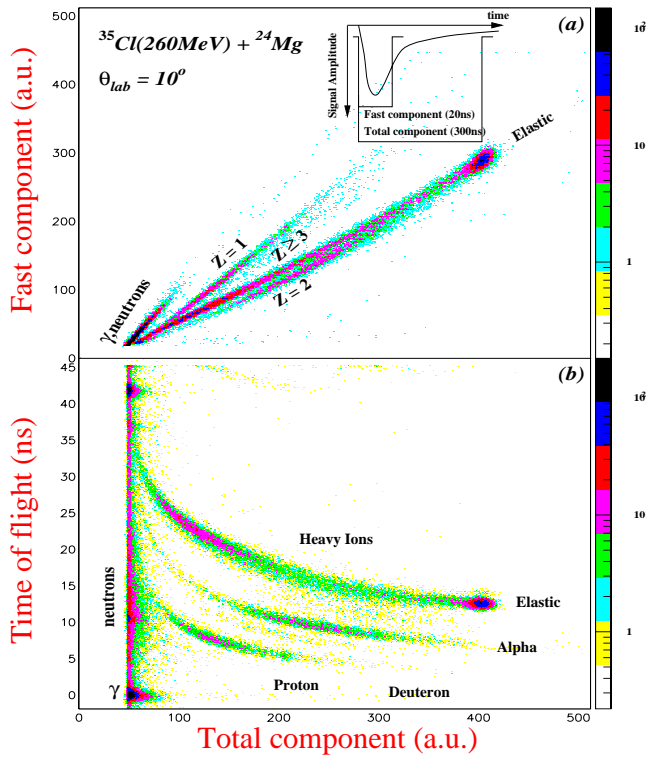 ³⁵Cl(260MeV) + ²⁴Mg
θlab = 10°
(a)
time
Signal Amplitude
Fast component (20ns)
Total component (300ns)
Elastic
Z = 1
Z ≥ 3
Z = 2
γ,neutrons
Fast component (a.u.)
500
400
300
200
100
0
10²
10
1
(b)
Heavy Ions
Elastic
Alpha
Proton
Deuteron
neutrons
γ
Time of flight (ns)
45
40
35
30
25
20
15
10
5
0
10²
10
1
0
100
200
300
400
500
Total component (a.u.)